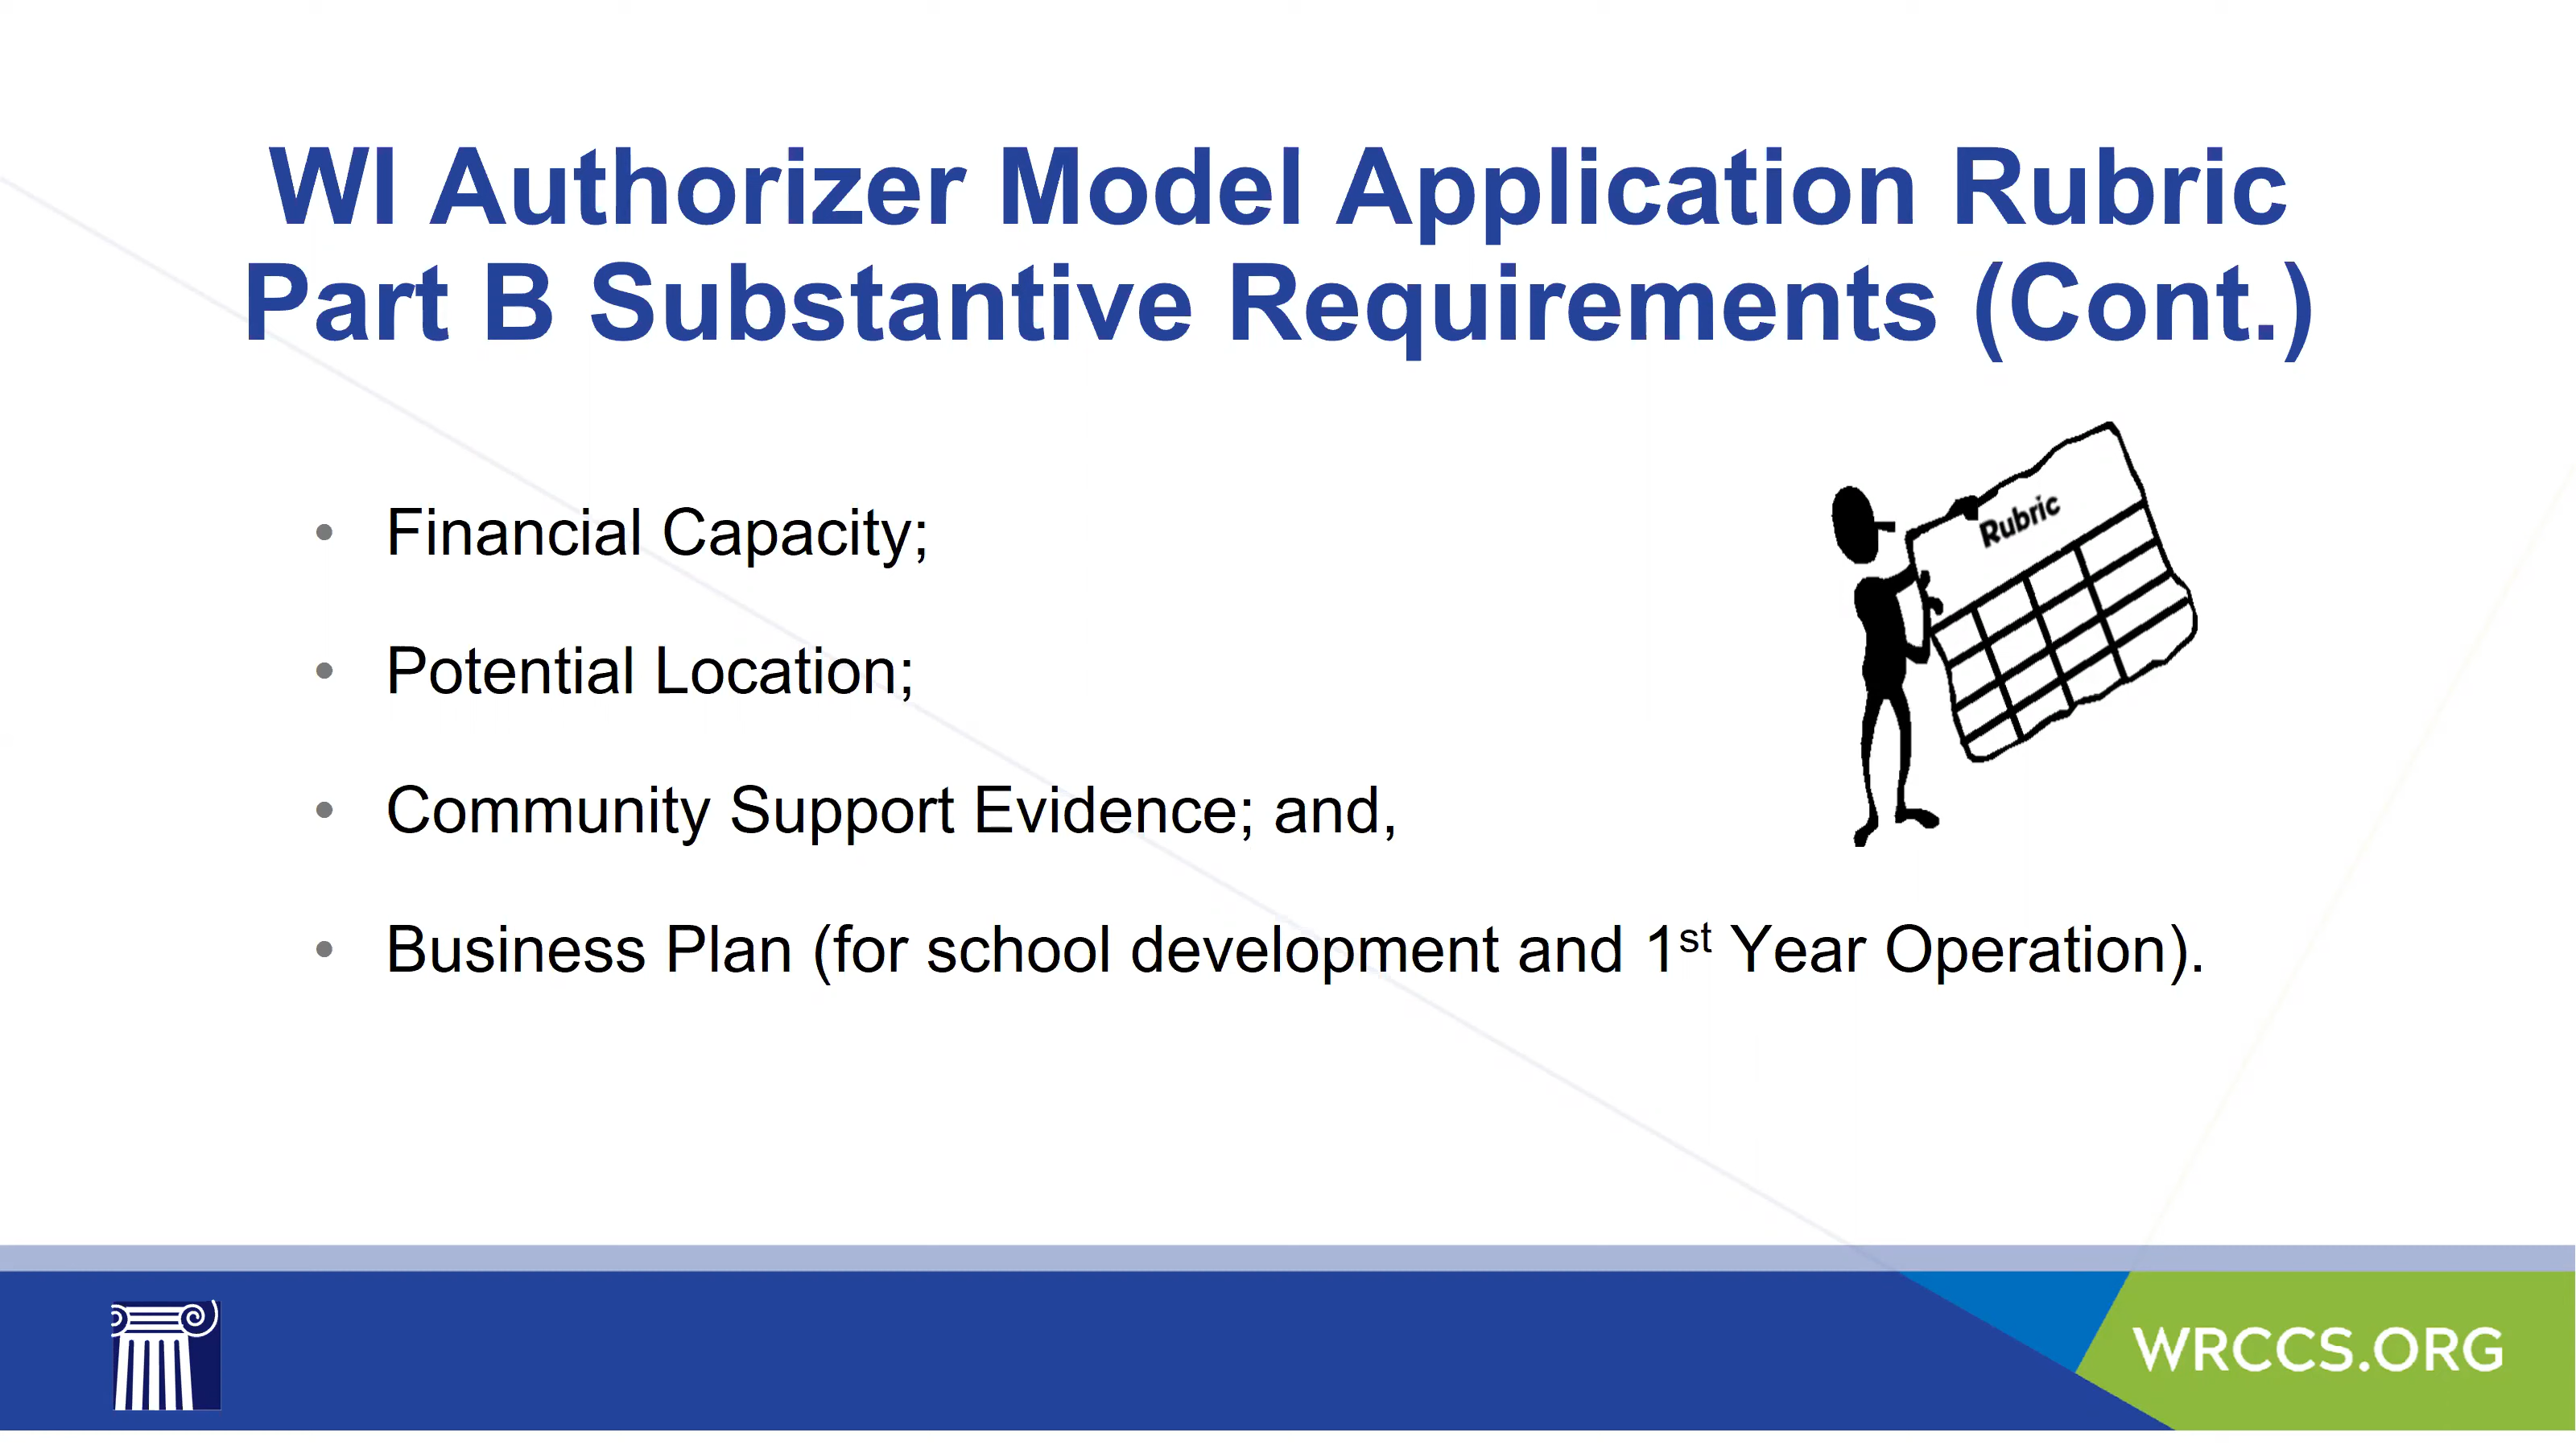 WI Authorizer Model Application Rubric
Part B Substantive Requirements (Cont.)
• Financial Capacity;
Rubric
• Potential Location;
• Community Support Evidence; and,
• Business Plan (for school development and 1st Year Operation).
WRCCS.ORG